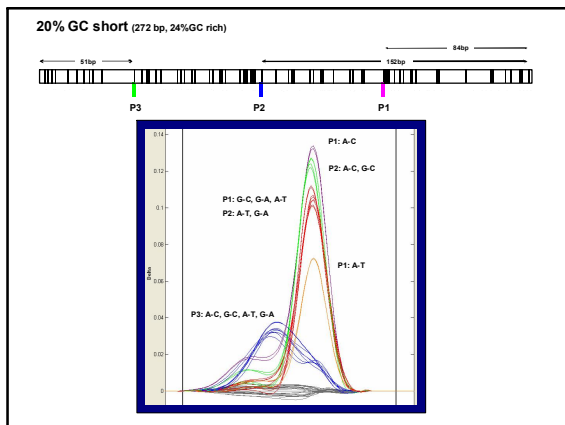 20% GC short (272 bp, 24%GC rich)
84bp
51bp
152bp
P3
P2
P1
0.14
P1: A-C
P2: A-C, G-C
0.12
P1: G-C, G-A, A-T
P2: A-T, G-A
0.1
0.08
P1: A-T
0.06
P3: A-C, G-C, A-T, G-A
0.04
0.02
0